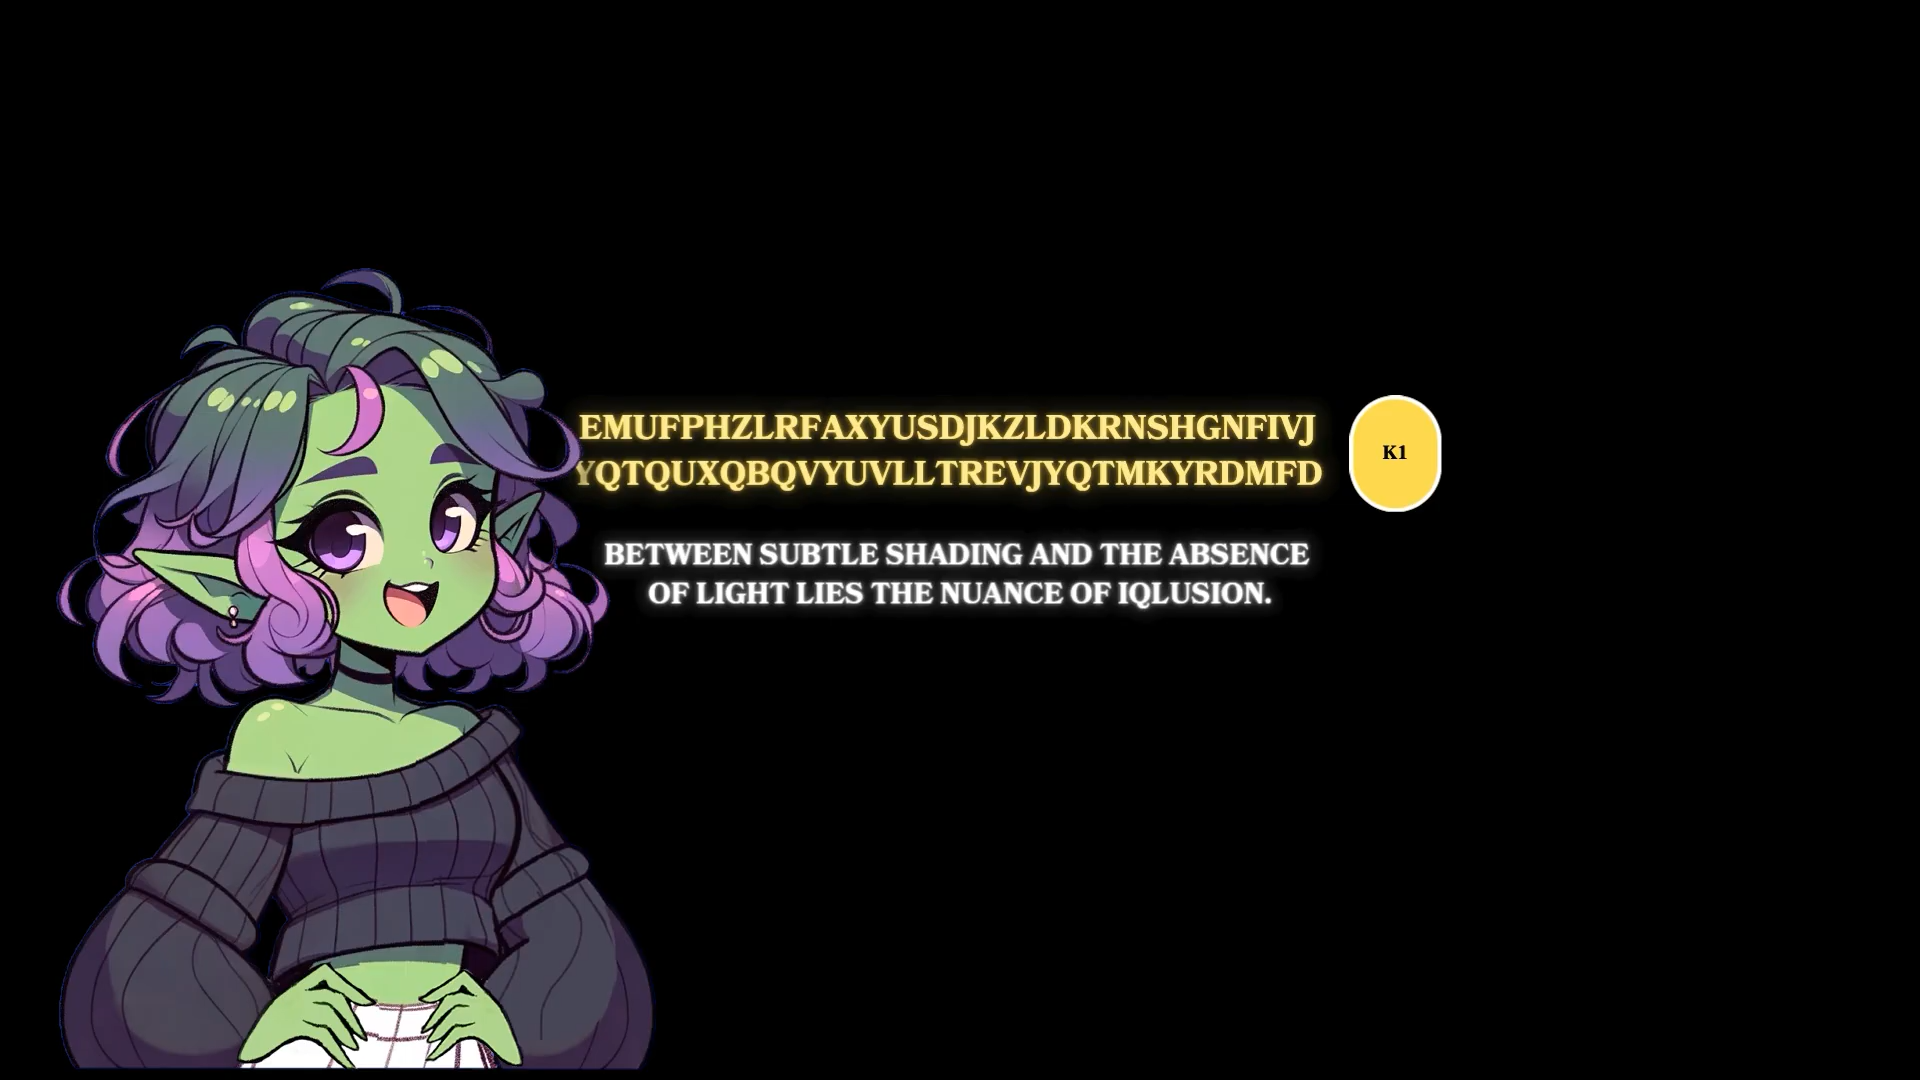 EMUFPHZLRFAXYUSDJKZLDKRNSHGNFIVJ
YQTQUXQBQVYUVLLTREVJYQTMKYRDMFD
K1
BETWEEN SUBTLE SHADING AND THE ABSENCE
OF LIGHT LIES THE NUANCE OF IQLUSION.